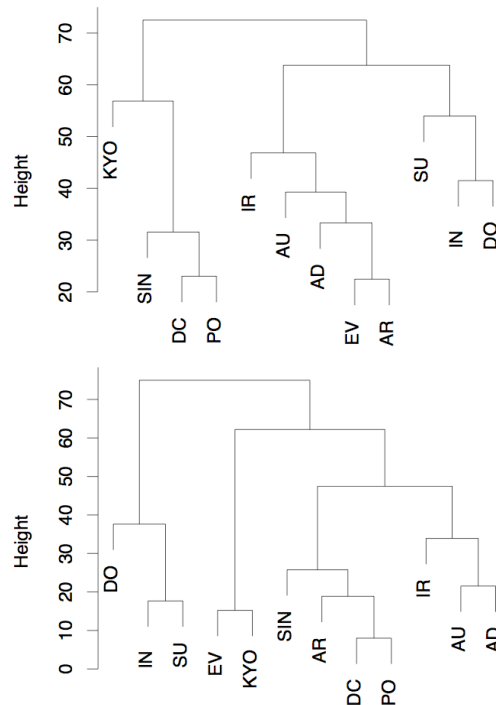 70
60
50
40
30
20
Height
KYO
SIN
DC
PO
IR
AU
AD
EV
AR
SU
IN
DO
70
60
50
40
30
20
10
0
Height
DO
IN
SU
EV
KYO
SIN
AR
DC
PO
IR
AU
AD